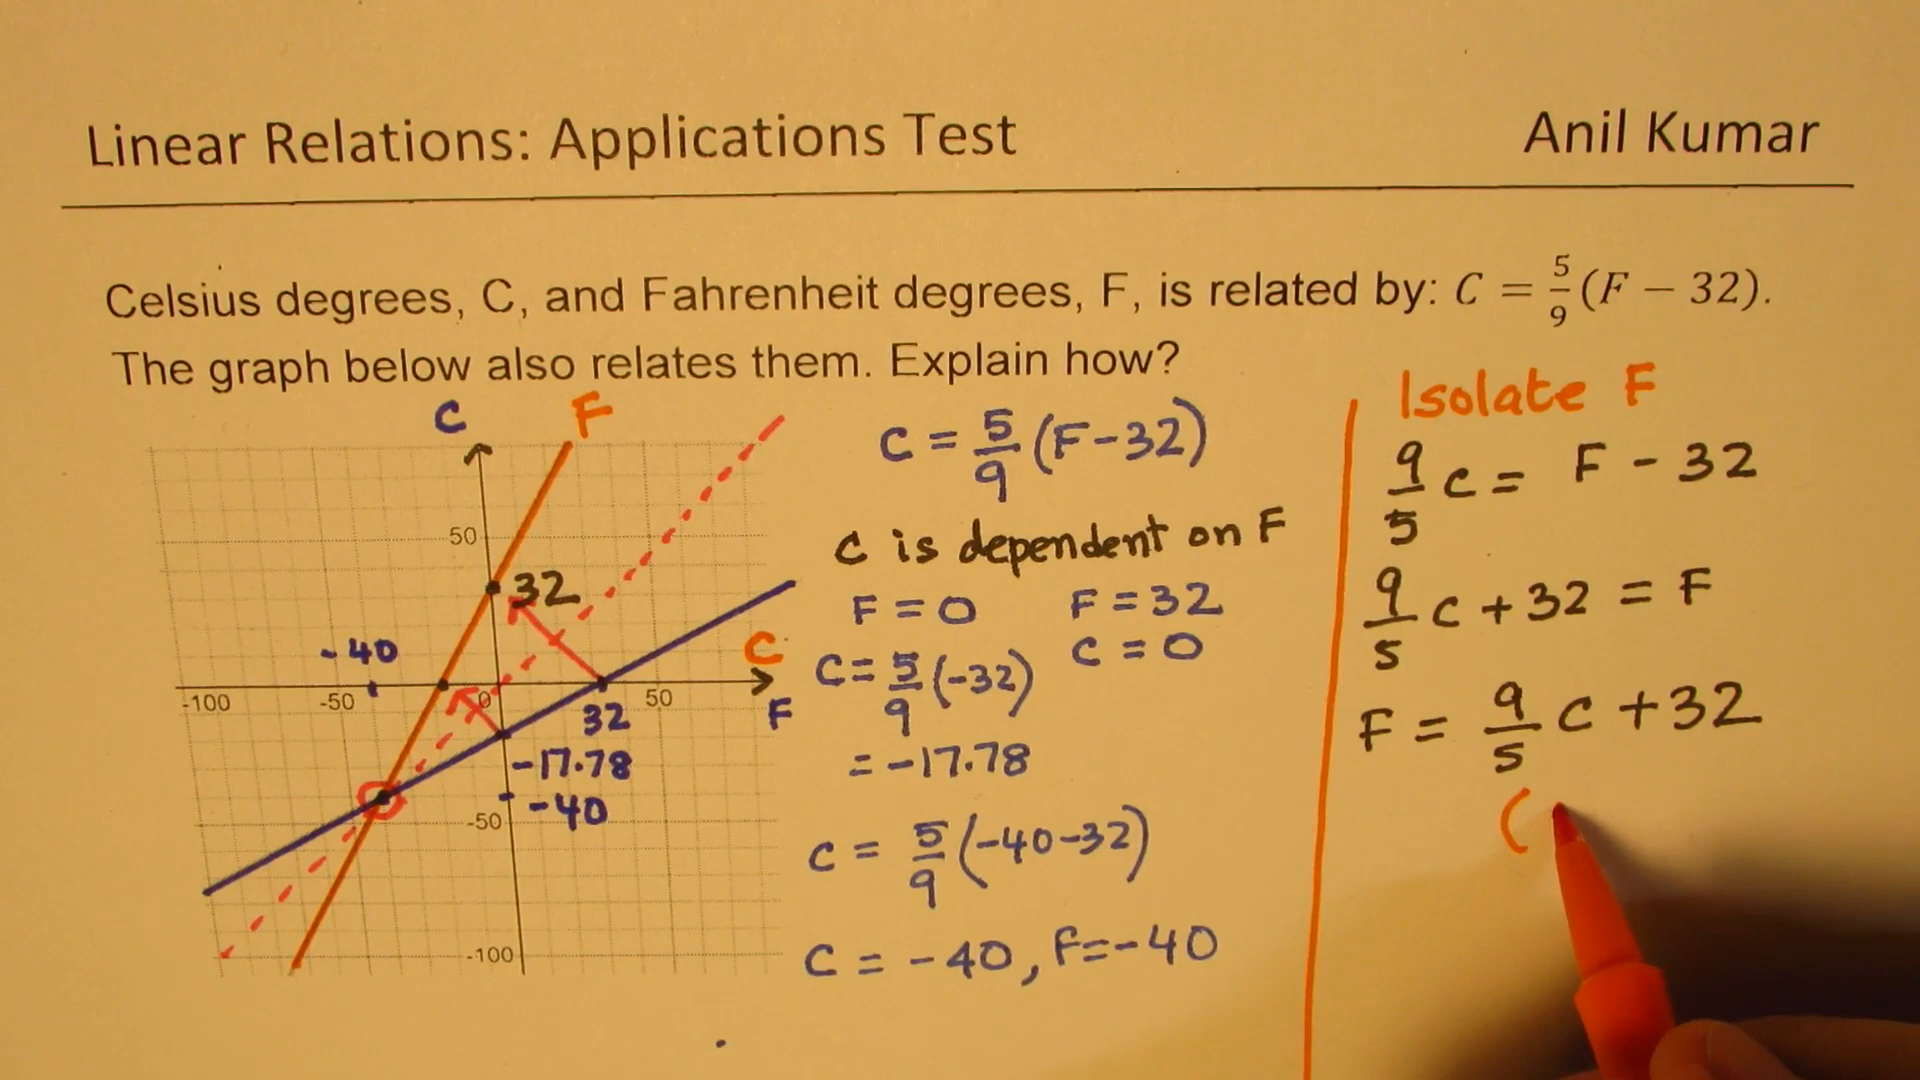 Linear Relations: Applications Test
Anil Kumar
Celsius degrees, C, and Fahrenheit degrees, F, is related by: C = 5/9 (F − 32).
The graph below also relates them. Explain how?
C
F
50
32
-40
C
-100
-50
0
50
F
32
-17.78
-40
-50
-100
C = 5/9 (F-32)
C is dependent on F
F = 0
F = 32
C = 5/9 (-32)
C = 0
= -17.78
C = 5/9 (-40-32)
C = -40, F=-40
Isolate F
9/5 C = F - 32
9/5 C + 32 = F
F = 9/5 C + 32
(